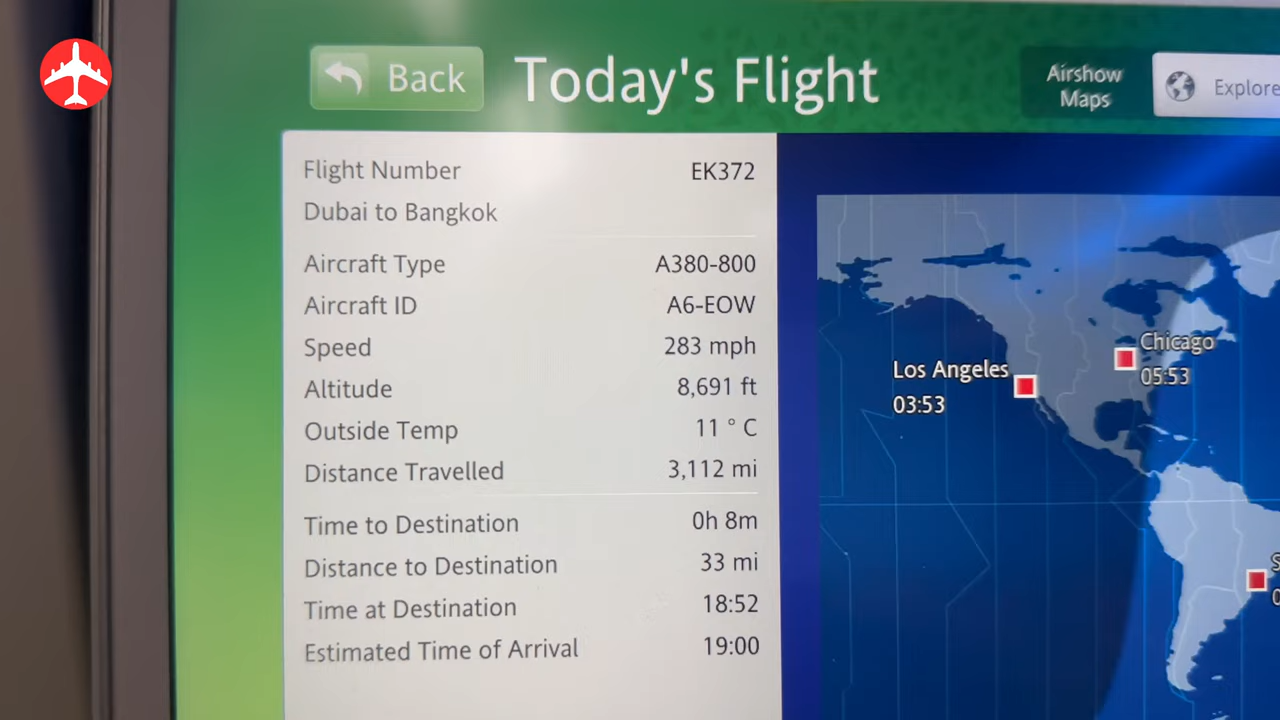 Back
Today's Flight
Airshow
Maps
Explore
Flight Number EK372
Dubai to Bangkok
Aircraft Type A380-800
Aircraft ID A6-EOW
Speed 283 mph
Altitude 8,691 ft
Outside Temp 11 ° C
Distance Travelled 3,112 mi
Time to Destination 0h 8m
Distance to Destination 33 mi
Time at Destination 18:52
Estimated Time of Arrival 19:00
Chicago
05:53
Los Angeles
03:53